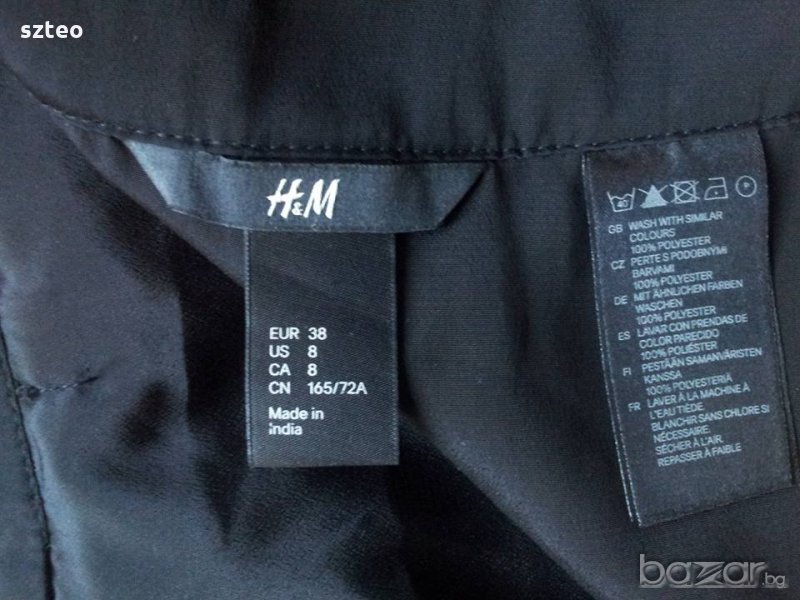 szteo
H&M
EUR 38
US 8
CA 8
CN 165/72A
Made in
India
40
GB WASH WITH SIMILAR
COLOURS
100% POLYESTER
CZ PERTE S PODOBNÝMI
BARVAMI
100% POLYESTER
DE MIT ÄHNLICHEN FARBEN
WASCHEN
100% POLYESTER
ES LAVAR CON PRENDAS DE
COLOR PARECIDO
100% POLIÉSTER
FI PESTÄÄN SAMANVÄRISTEN
KANSSA
100% POLYESTERIÄ
FR LAVER À LA MACHINE À
L'EAU TIÈDE.
BLANCHIR SANS CHLORE SI
NÉCESSAIRE.
SÉCHER À L'AIR.
REPASSER À FAIBLE
bazar.bg